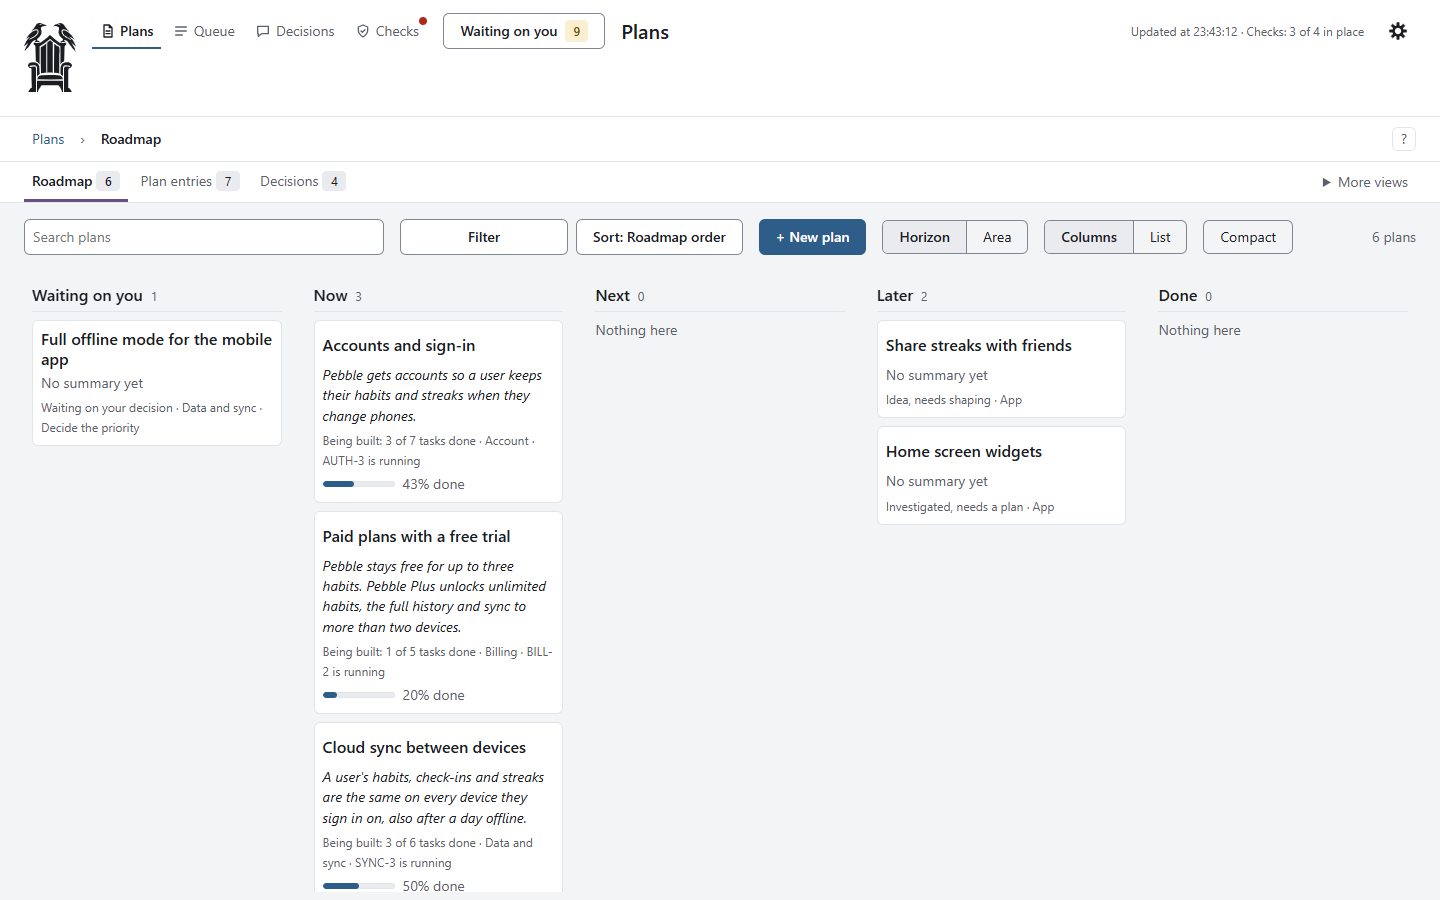 Plans
Queue
Decisions
Checks
Waiting on you 9
Plans
Updated at 23:43:12 · Checks: 3 of 4 in place
Plans › Roadmap
?
Roadmap 6
Plan entries 7
Decisions 4
▶ More views
Search plans
Filter
Sort: Roadmap order
+ New plan
Horizon
Area
Columns
List
Compact
6 plans
Waiting on you 1
Full offline mode for the mobile
app
No summary yet
Waiting on your decision · Data and sync ·
Decide the priority
Now 3
Accounts and sign-in
Pebble gets accounts so a user keeps
their habits and streaks when they
change phones.
Being built: 3 of 7 tasks done · Account ·
AUTH-3 is running
43% done
Paid plans with a free trial
Pebble stays free for up to three
habits. Pebble Plus unlocks unlimited
habits, the full history and sync to
more than two devices.
Being built: 1 of 5 tasks done · Billing · BILL-
2 is running
20% done
Cloud sync between devices
A user's habits, check-ins and streaks
are the same on every device they
sign in on, also after a day offline.
Being built: 3 of 6 tasks done · Data and
sync · SYNC-3 is running
50% done
Next 0
Nothing here
Later 2
Share streaks with friends
No summary yet
Idea, needs shaping · App
Home screen widgets
No summary yet
Investigated, needs a plan · App
Done 0
Nothing here